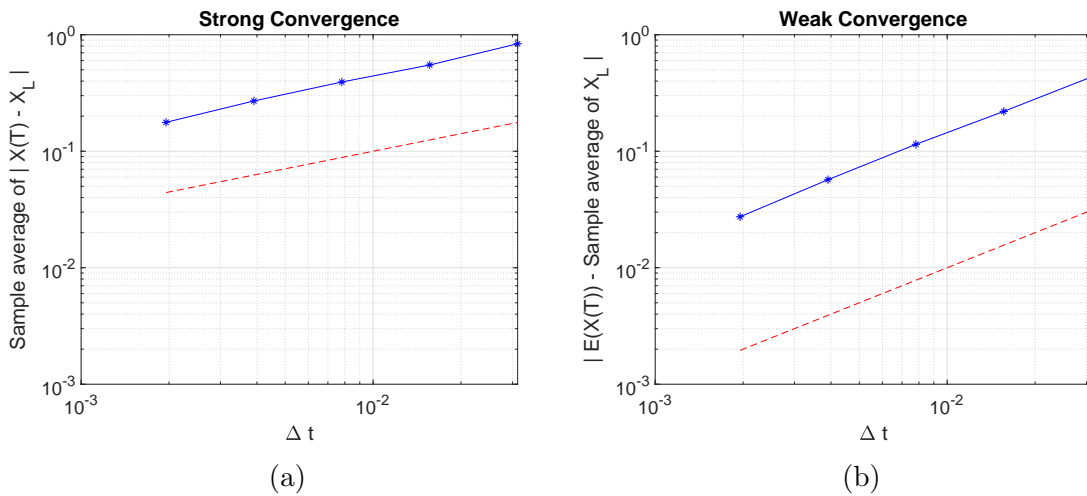 Strong Convergence
Sample average of | X(T) - X_L |
10^0
10^-1
10^-2
10^-3
10^-3
10^-2
Δ t
(a)
Weak Convergence
| E(X(T)) - Sample average of X_L |
10^0
10^-1
10^-2
10^-3
10^-3
10^-2
Δ t
(b)